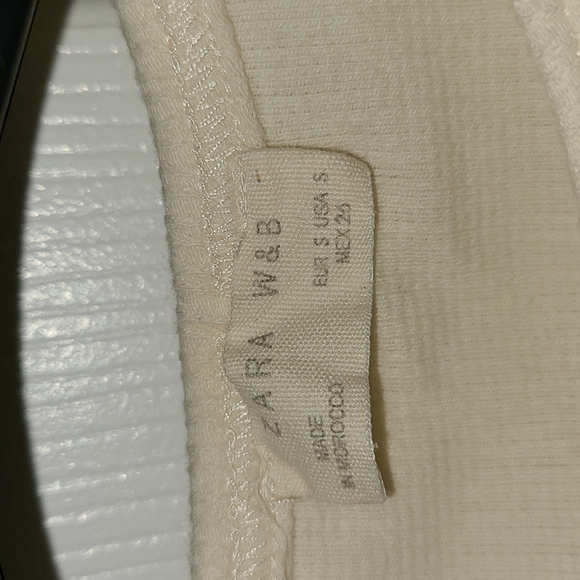 ZARA W&B
MADE
IN MOROCCO
EUR S USA S
MEX 26